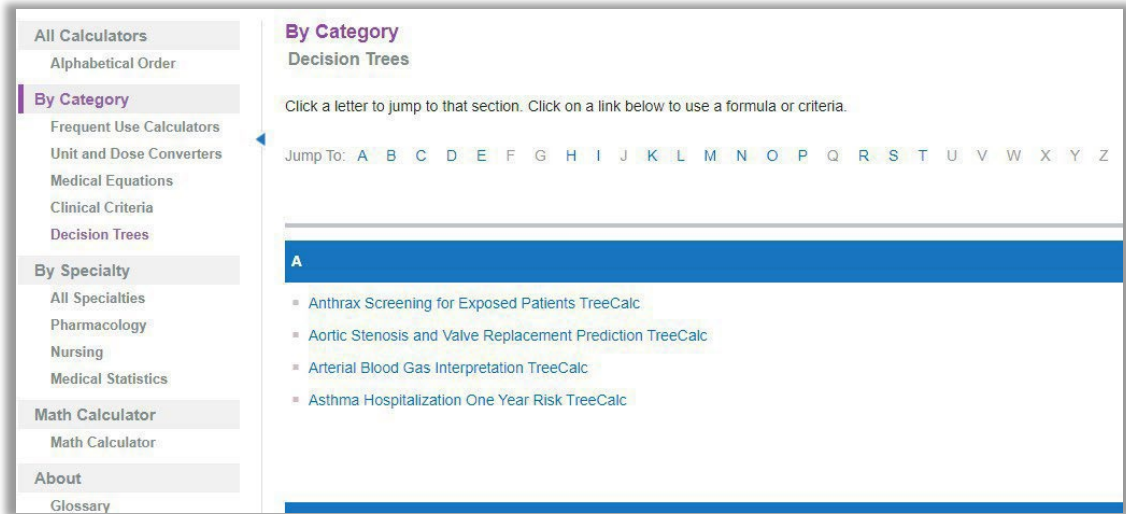 All Calculators
Alphabetical Order
By Category
Frequent Use Calculators
Unit and Dose Converters
Medical Equations
Clinical Criteria
Decision Trees
By Specialty
All Specialties
Pharmacology
Nursing
Medical Statistics
Math Calculator
Math Calculator
About
Glossary
By Category
Decision Trees
Click a letter to jump to that section. Click on a link below to use a formula or criteria.
Jump To: A B C D E F G H I J K L M N O P Q R S T U V W X Y Z
A
Anthrax Screening for Exposed Patients TreeCalc
Aortic Stenosis and Valve Replacement Prediction TreeCalc
Arterial Blood Gas Interpretation TreeCalc
Asthma Hospitalization One Year Risk TreeCalc